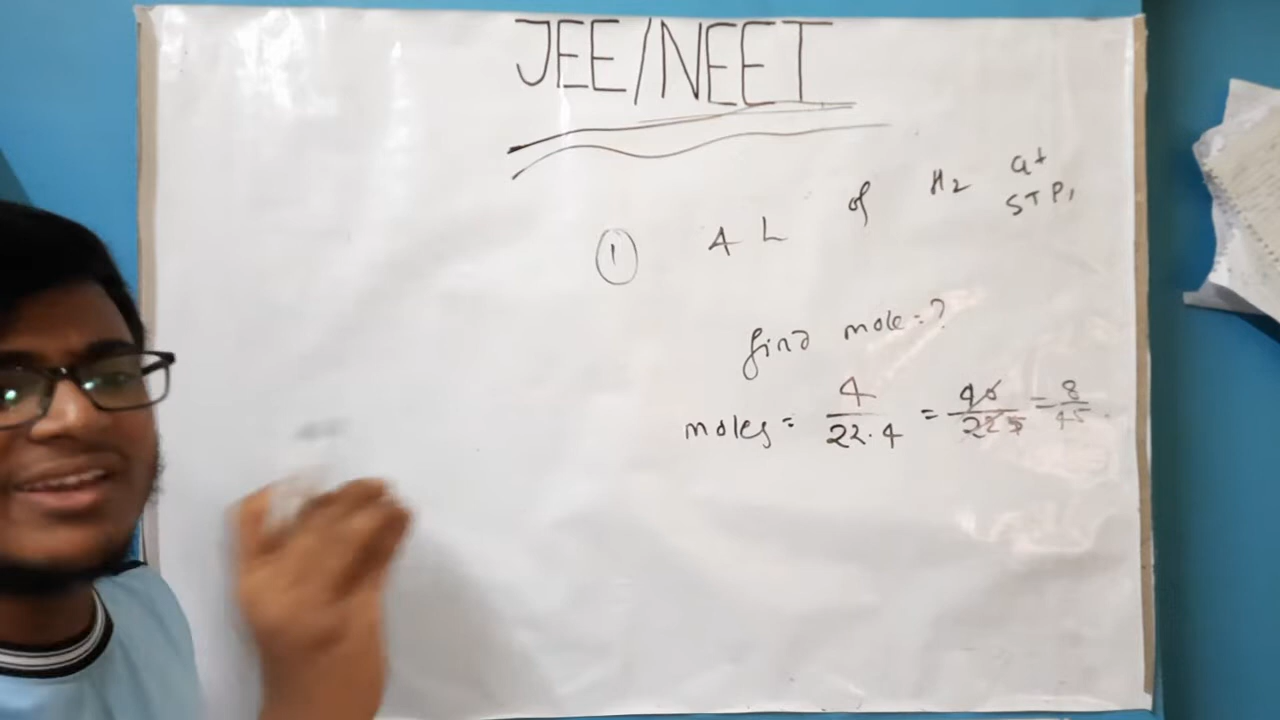 JEE/NEET
① 4 L of H2 at STP,
find mole=?
moles = 4/22.4 = 40/225 = 8/45